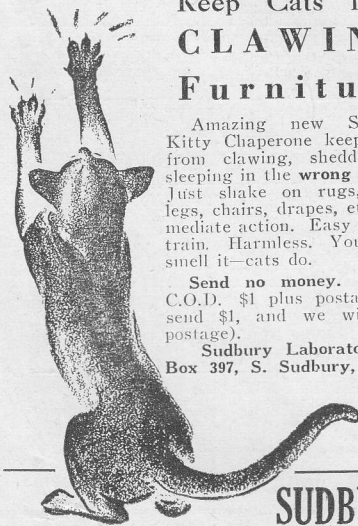 Keep Cats
CLAWIN
Furnitu
Amazing new S
Kitty Chaperone keep
from clawing, shedd
sleeping in the wrong
Just shake on rugs,
legs, chairs, drapes, et
mediate action. Easy
train. Harmless. You
smell it—cats do.
Send no money.
C.O.D. $1 plus posta
send $1, and we wi
postage).
Sudbury Laborato
Box 397, S. Sudbury,
SUDB